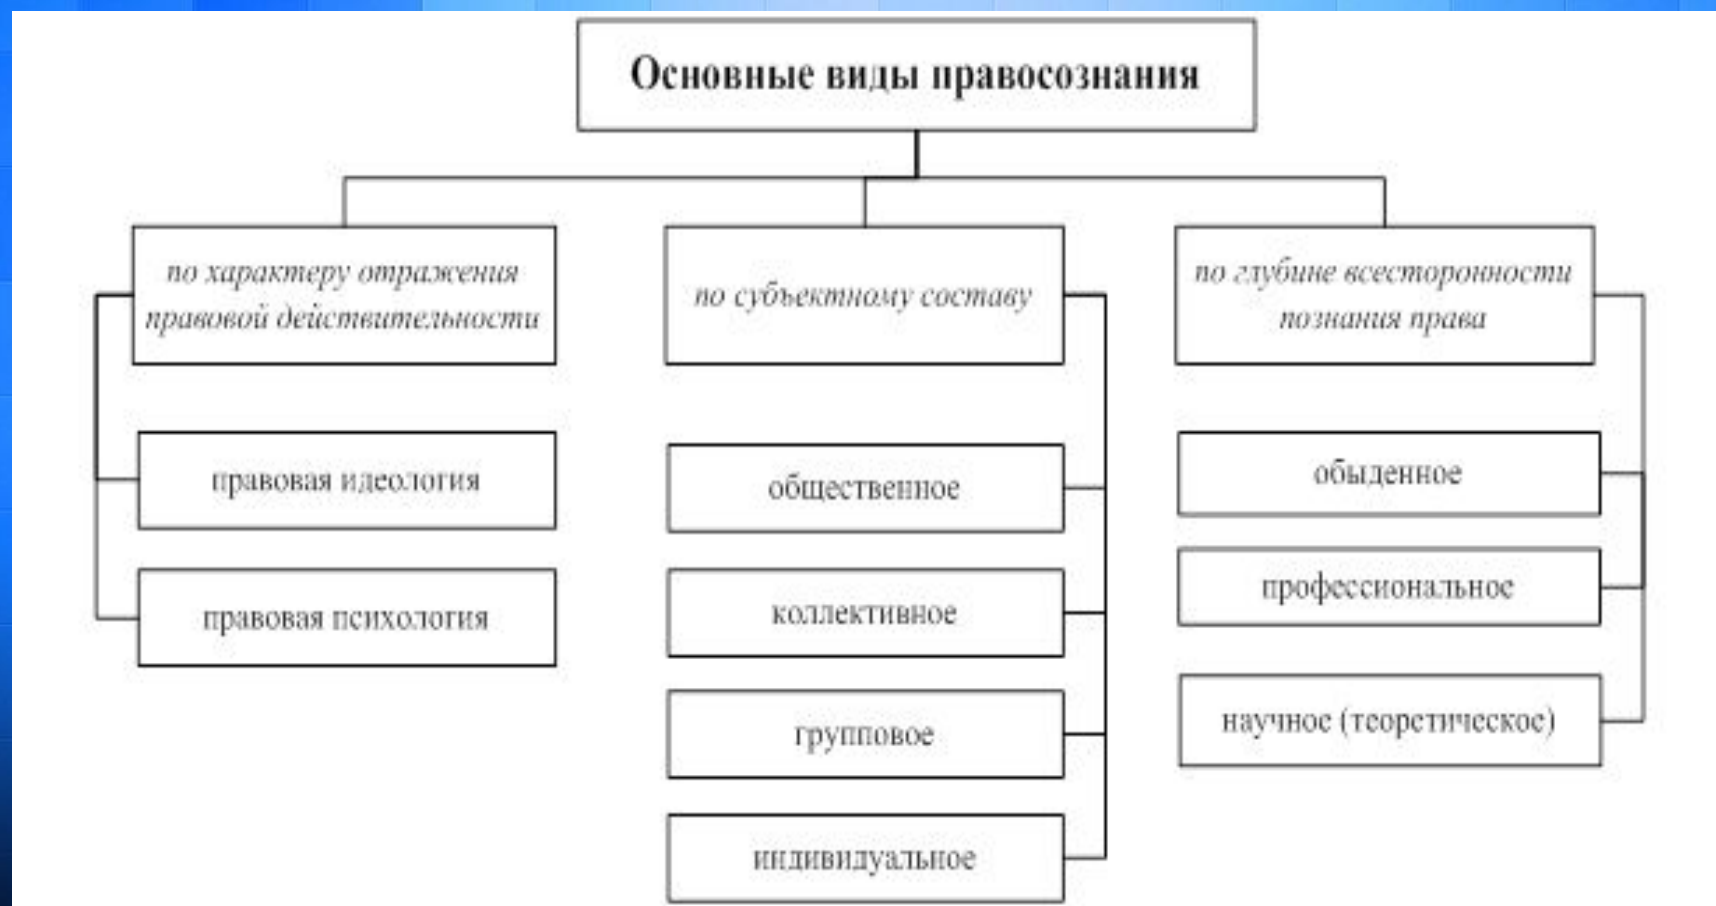 Основные виды правосознания
по характеру отражения
правовой действительности
правовая идеология
правовая психология
по субъектному составу
общественное
коллективное
групповое
индивидуальное
по глубине всесторонности
познания права
обыденное
профессиональное
научное (теоретическое)